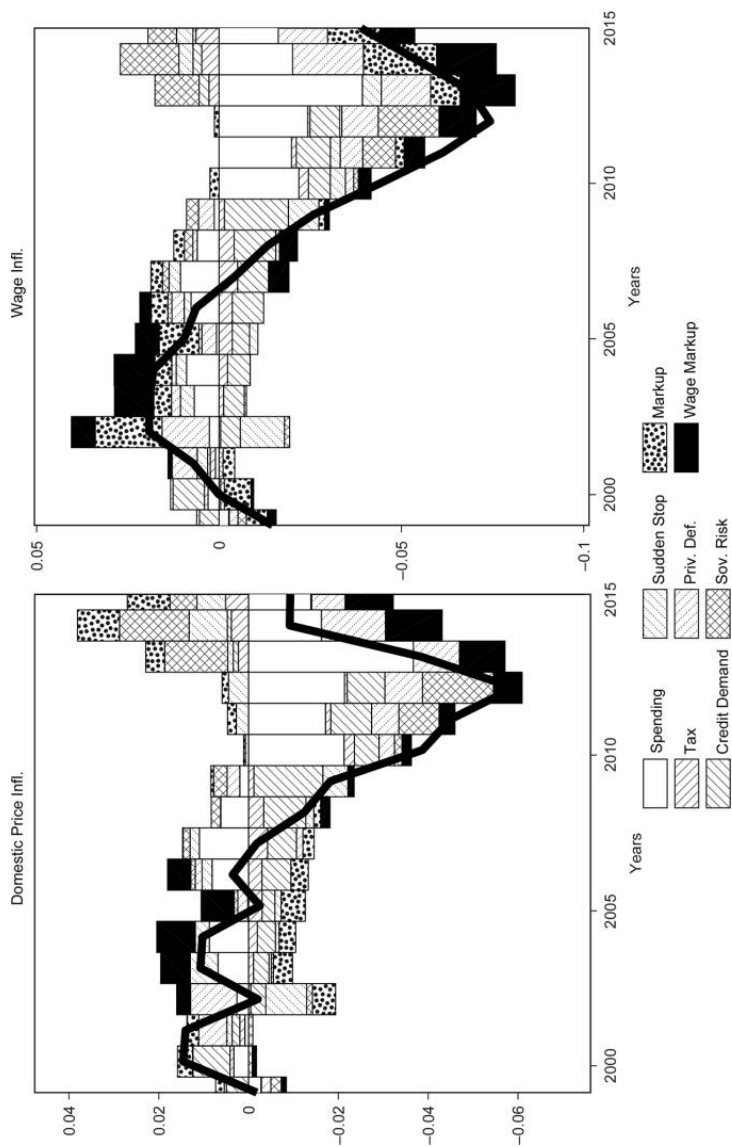 Domestic Price Infl.
0.04
0.02
0
−0.02
−0.04
−0.06
2000
2005
2010
2015
Years
Wage Infl.
0.05
0
−0.05
−0.1
2000
2005
2010
2015
Years
Spending
Sudden Stop
Markup
Tax
Priv. Def.
Wage Markup
Credit Demand
Sov. Risk